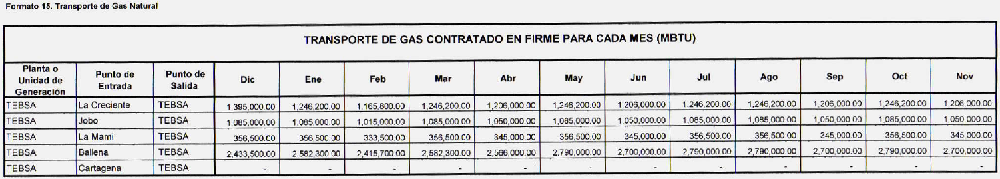 Formato 15. Transporte de Gas Natural
TRANSPORTE DE GAS CONTRATADO EN FIRME PARA CADA MES (MBTU)
Planta o Unidad de Generación Punto de Entrada Punto de Salida Dic Ene Feb Mar Abr May Jun Jul Ago Sep Oct Nov
TEBSA La Creciente TEBSA 1,395,000.00 1,246,200.00 1,165,800.00 1,246,200.00 1,206,000.00 1,246,200.00 1,206,000.00 1,246,200.00 1,246,200.00 1,206,000.00 1,246,200.00 1,206,000.00
TEBSA Jobo TEBSA 1,085,000.00 1,085,000.00 1,015,000.00 1,085,000.00 1,050,000.00 1,085,000.00 1,050,000.00 1,085,000.00 1,085,000.00 1,050,000.00 1,085,000.00 1,050,000.00
TEBSA La Mami TEBSA 356,500.00 356,500.00 333,500.00 356,500.00 345,000.00 356,500.00 345,000.00 356,500.00 356,500.00 345,000.00 356,500.00 345,000.00
TEBSA Ballena TEBSA 2,433,500.00 2,582,300.00 2,415,700.00 2,582,300.00 2,566,000.00 2,790,000.00 2,700,000.00 2,790,000.00 2,790,000.00 2,700,000.00 2,790,000.00 2,700,000.00
TEBSA Cartagena TEBSA - - - - - - - - - - - -